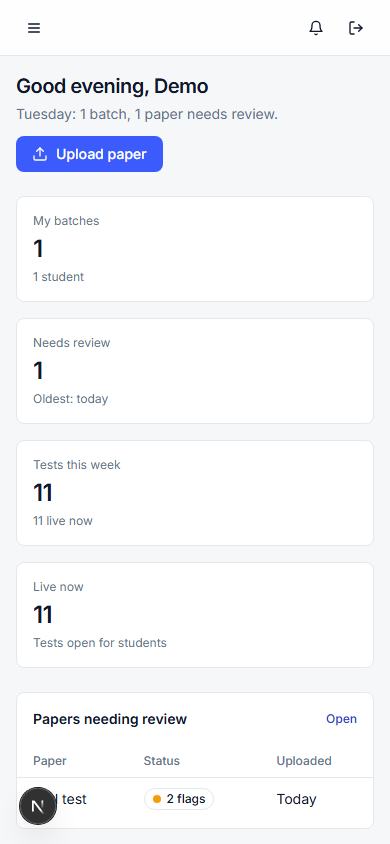 Good evening, Demo
Tuesday: 1 batch, 1 paper needs review.
Upload paper
My batches
1
1 student
Needs review
1
Oldest: today
Tests this week
11
11 live now
Live now
11
Tests open for students
Papers needing review Open
Paper Status Uploaded
N test 2 flags Today